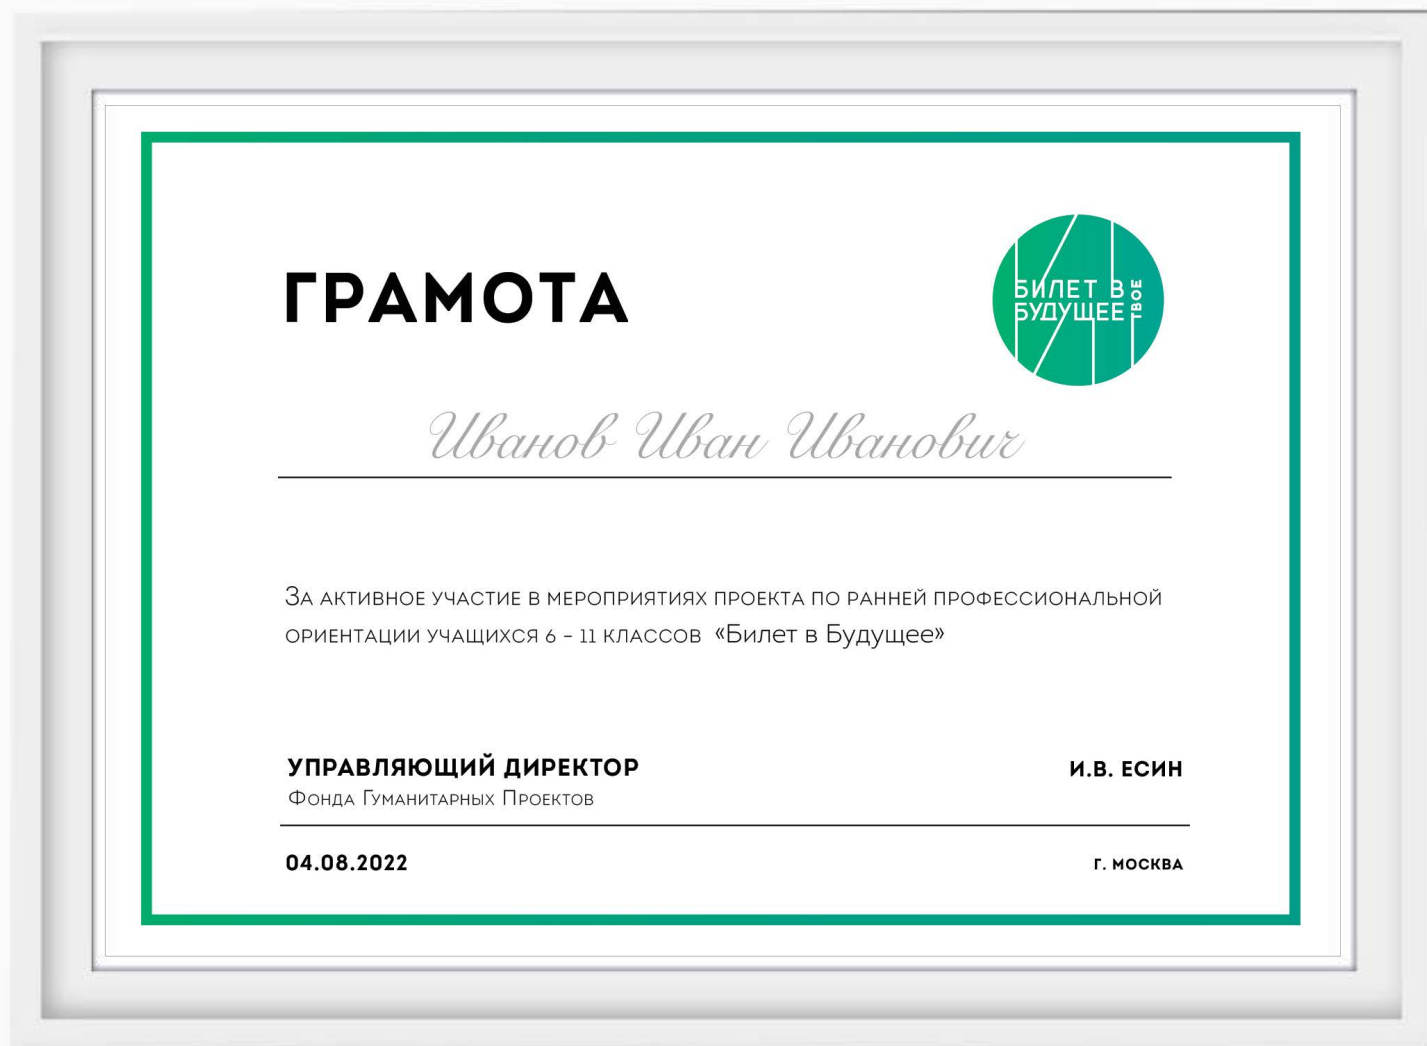 ГРАМОТА
БИЛЕТ В
БУДУЩЕЕ
ТВОЕ
Иванов Иван Иванович
За активное участие в мероприятиях проекта по ранней профессиональной
ориентации учащихся 6 – 11 классов «Билет в Будущее»
УПРАВЛЯЮЩИЙ ДИРЕКТОР
И.В. ЕСИН
Фонда Гуманитарных Проектов
04.08.2022
Г. МОСКВА